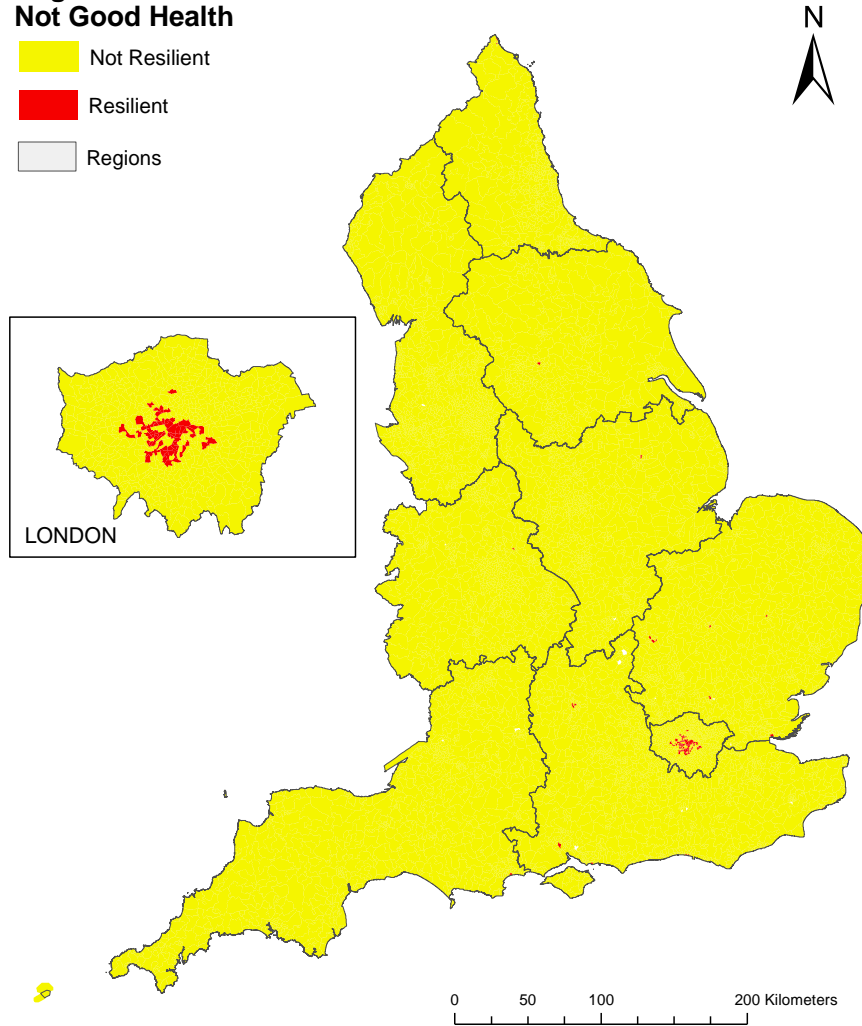 Not Good Health
Not Resilient
Resilient
Regions
N
LONDON
0 50 100 200 Kilometers